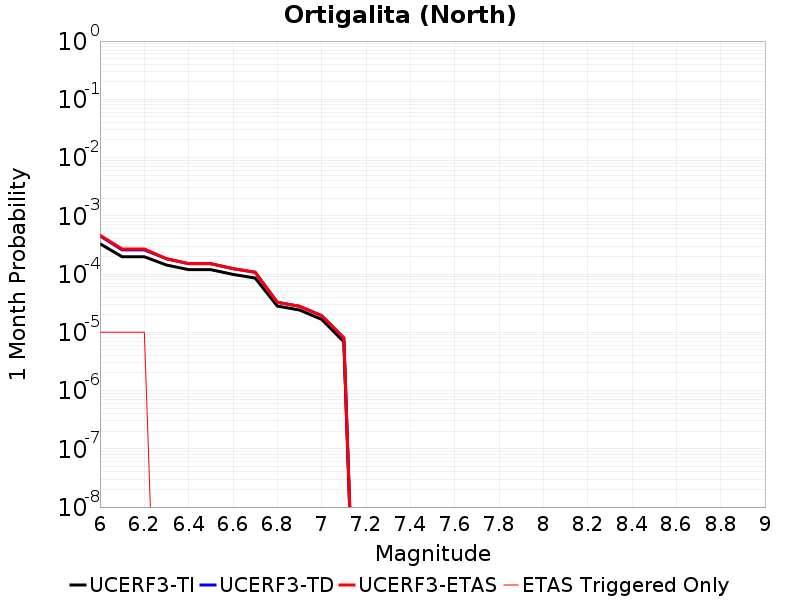 Ortigalita (North)
1 Month Probability
10^0
10^-1
10^-2
10^-3
10^-4
10^-5
10^-6
10^-7
10^-8
6 6.2 6.4 6.6 6.8 7 7.2 7.4 7.6 7.8 8 8.2 8.4 8.6 8.8 9
Magnitude
UCERF3-TI UCERF3-TD UCERF3-ETAS ETAS Triggered Only